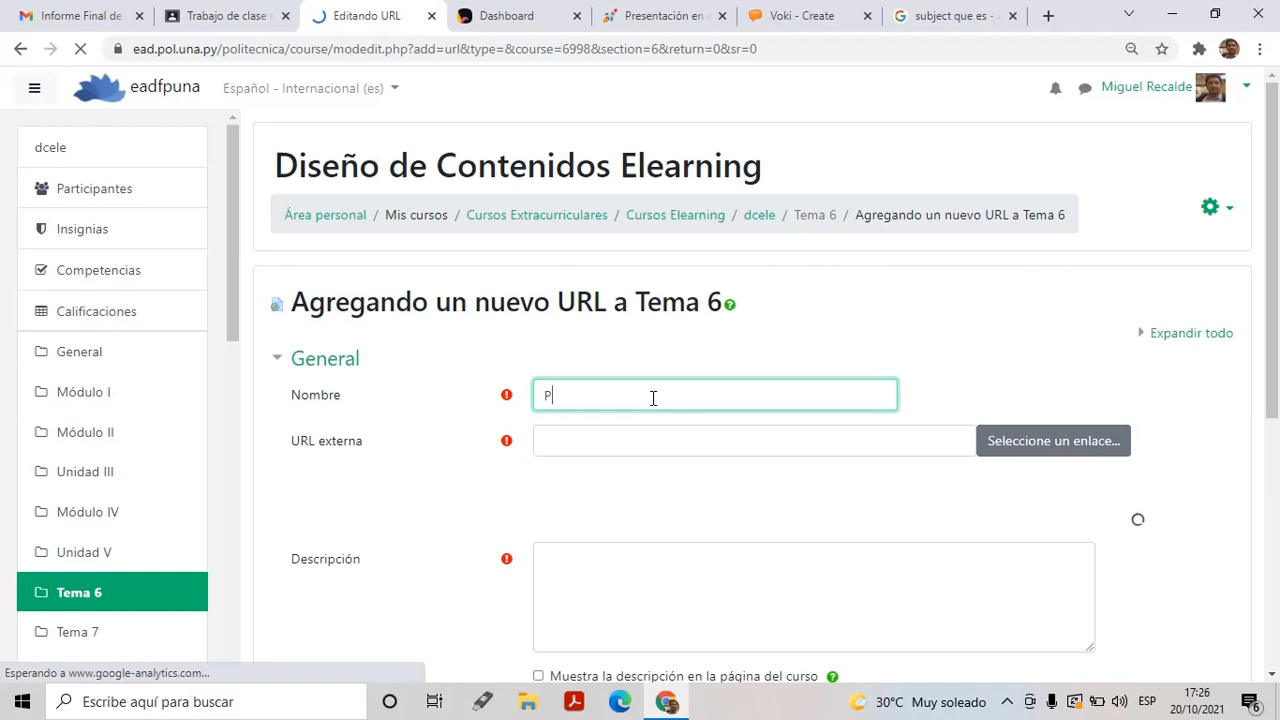 Informe Final de
Trabajo de clase
Editando URL
Dashboard
Presentación en
Voki - Create
subject que es -
ead.pol.una.py/politecnica/course/modedit.php?add=url&type=&course=6998&section=6&return=0&sr=0
eadfpuna
Español - Internacional (es)
Miguel Recalde
dcele
Participantes
Insignias
Competencias
Calificaciones
General
Módulo I
Módulo II
Unidad III
Módulo IV
Unidad V
Tema 6
Tema 7
Diseño de Contenidos Elearning
Área personal / Mis cursos / Cursos Extracurriculares / Cursos Elearning / dcele / Tema 6 / Agregando un nuevo URL a Tema 6
Agregando un nuevo URL a Tema 6
Expandir todo
General
Nombre
P
URL externa
Seleccione un enlace...
Descripción
Muestra la descripción en la página del curso
Esperando a www.google-analytics.com...
Escribe aquí para buscar
30°C Muy soleado
ESP
17:26
20/10/2021
6